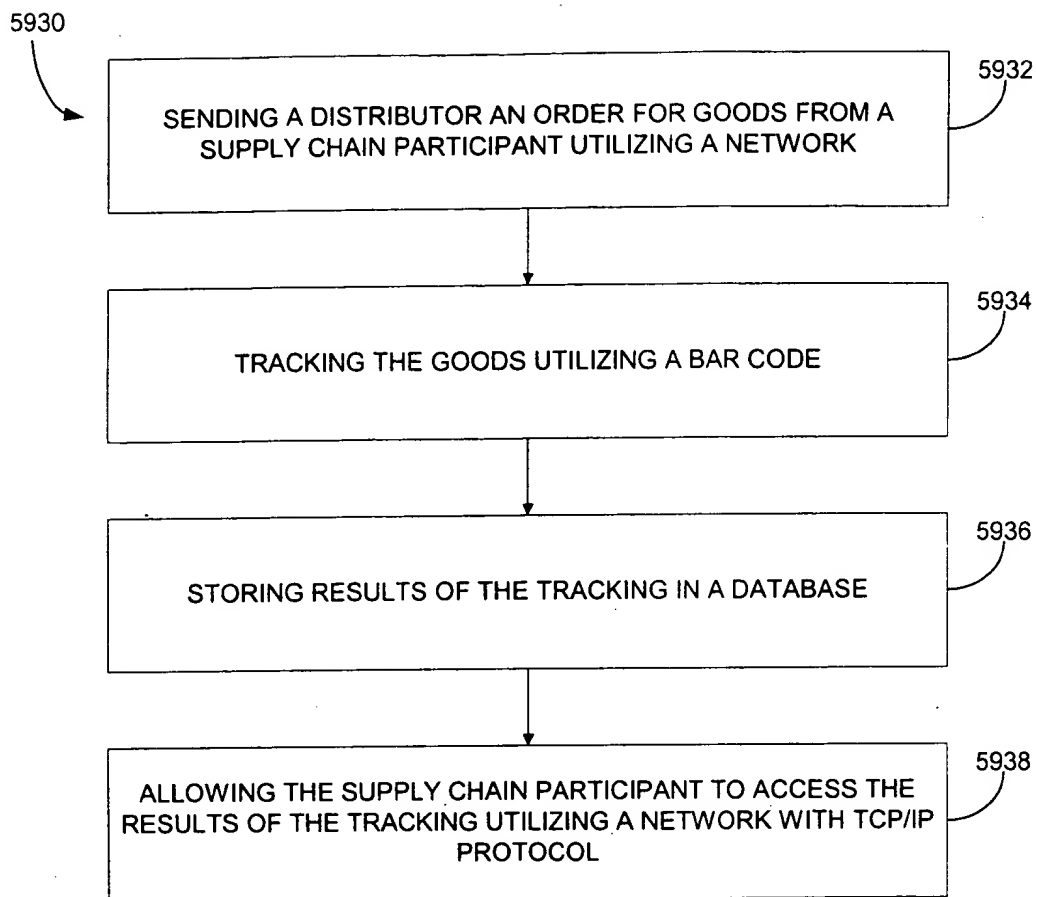 5930
5932
SENDING A DISTRIBUTOR AN ORDER FOR GOODS FROM A
SUPPLY CHAIN PARTICIPANT UTILIZING A NETWORK
5934
TRACKING THE GOODS UTILIZING A BAR CODE
5936
STORING RESULTS OF THE TRACKING IN A DATABASE
5938
ALLOWING THE SUPPLY CHAIN PARTICIPANT TO ACCESS THE
RESULTS OF THE TRACKING UTILIZING A NETWORK WITH TCP/IP
PROTOCOL